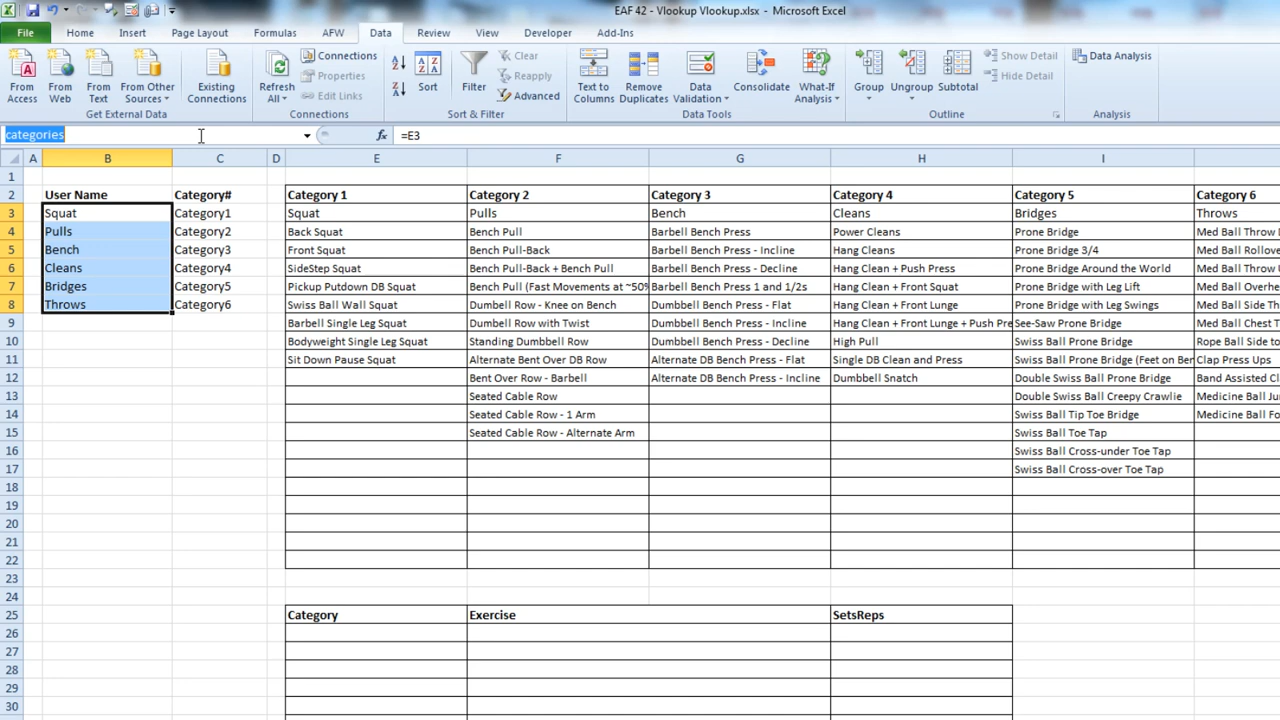 EAF 42 - Vlookup Vlookup.xlsx - Microsoft Excel
File Home Insert Page Layout Formulas AFW Data Review View Developer Add-Ins
From Access
From Web
From Text
From Other Sources
Existing Connections
Get External Data
Refresh All
Connections
Properties
Edit Links
Connections
Sort
Filter
Clear
Reapply
Advanced
Sort & Filter
Text to Columns
Remove Duplicates
Data Validation
Consolidate
What-If Analysis
Data Tools
Group
Ungroup
Subtotal
Show Detail
Hide Detail
Outline
Data Analysis
Analysis
categories fx =E3
A B C D E F G H I
1
2 User Name Category# Category 1 Category 2 Category 3 Category 4 Category 5 Category 6
3 Squat Category1 Squat Pulls Bench Cleans Bridges Throws
4 Pulls Category2 Back Squat Bench Pull Barbell Bench Press Power Cleans Prone Bridge Med Ball Throw
5 Bench Category3 Front Squat Bench Pull-Back Barbell Bench Press - Incline Hang Cleans Prone Bridge 3/4 Med Ball Rollove
6 Cleans Category4 SideStep Squat Bench Pull-Back + Bench Pull Barbell Bench Press - Decline Hang Clean + Push Press Prone Bridge Around the World Med Ball Throw
7 Bridges Category5 Pickup Putdown DB Squat Bench Pull (Fast Movements at ~50% Barbell Bench Press 1 and 1/2s Hang Clean + Front Squat Prone Bridge with Leg Lift Med Ball Overhe
8 Throws Category6 Swiss Ball Wall Squat Dumbell Row - Knee on Bench Dumbbell Bench Press - Flat Hang Clean + Front Lunge Prone Bridge with Leg Swings Med Ball Side Th
9 Barbell Single Leg Squat Dumbell Row with Twist Dumbbell Bench Press - Incline Hang Clean + Front Lunge + Push Pre See-Saw Prone Bridge Med Ball Chest T
10 Bodyweight Single Leg Squat Standing Dumbbell Row Dumbbell Bench Press - Decline High Pull Swiss Ball Prone Bridge Rope Ball Side to
11 Sit Down Pause Squat Alternate Bent Over DB Row Alternate DB Bench Press - Flat Single DB Clean and Press Swiss Ball Prone Bridge (Feet on Ben Clap Press Ups
12 Bent Over Row - Barbell Alternate DB Bench Press - Incline Dumbbell Snatch Double Swiss Ball Prone Bridge Band Assisted Cl
13 Seated Cable Row Double Swiss Ball Creepy Crawlie Medicine Ball Ju
14 Seated Cable Row - 1 Arm Swiss Ball Tip Toe Bridge Medicine Ball Fo
15 Seated Cable Row - Alternate Arm Swiss Ball Toe Tap
16 Swiss Ball Cross-under Toe Tap
17 Swiss Ball Cross-over Toe Tap
18
19
20
21
22
23
24
25 Category Exercise SetsReps
26
27
28
29
30